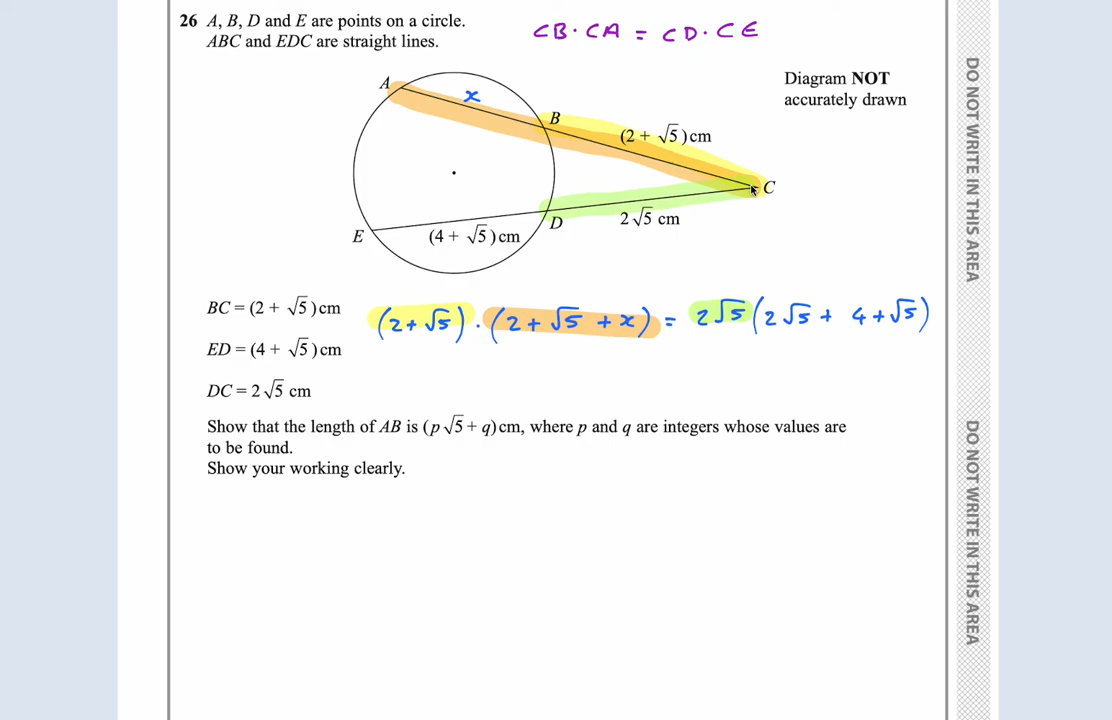 26 A, B, D and E are points on a circle.
ABC and EDC are straight lines.
CB · CA = CD · CE
Diagram NOT
accurately drawn
A
x
B
(2 + √5)cm
C
2√5 cm
D
E
(4 + √5)cm
BC = (2 + √5)cm
(2+√5) · (2 + √5 + x) = 2√5(2√5 + 4+√5)
ED = (4 + √5)cm
DC = 2√5 cm
Show that the length of AB is (p√5 + q)cm, where p and q are integers whose values are
to be found.
Show your working clearly.
DO NOT WRITE IN THIS AREA
DO NOT WRITE IN THIS AREA